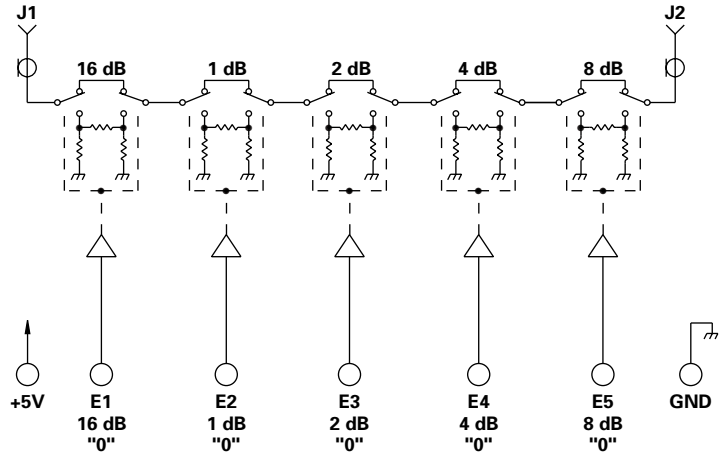 J1 J2
16 dB 1 dB 2 dB 4 dB 8 dB
+5V E1 E2 E3 E4 E5 GND
16 dB 1 dB 2 dB 4 dB 8 dB
"0" "0" "0" "0" "0"